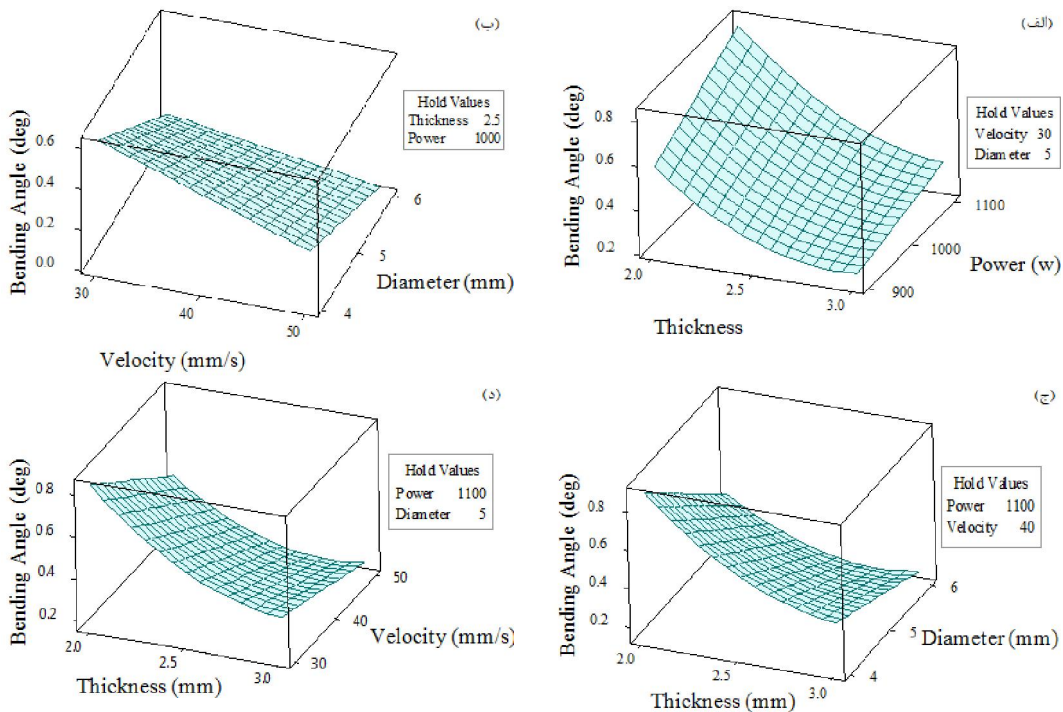 (ب)
Bending Angle (deg)
0.6
0.4
0.2
0.0
30
40
50
Velocity (mm/s)
4
5
6
Diameter (mm)
Hold Values
Thickness 2.5
Power 1000
(الف)
Bending Angle (deg)
0.8
0.6
0.4
0.2
2.0
2.5
3.0
Thickness
900
1000
1100
Power (w)
Hold Values
Velocity 30
Diameter 5
(د)
Bending Angle (deg)
0.8
0.6
0.4
0.2
2.0
2.5
3.0
Thickness (mm)
30
40
50
Velocity (mm/s)
Hold Values
Power 1100
Diameter 5
(ج)
Bending Angle (deg)
0.8
0.6
0.4
0.2
2.0
2.5
3.0
Thickness (mm)
4
5
6
Diameter (mm)
Hold Values
Power 1100
Velocity 40